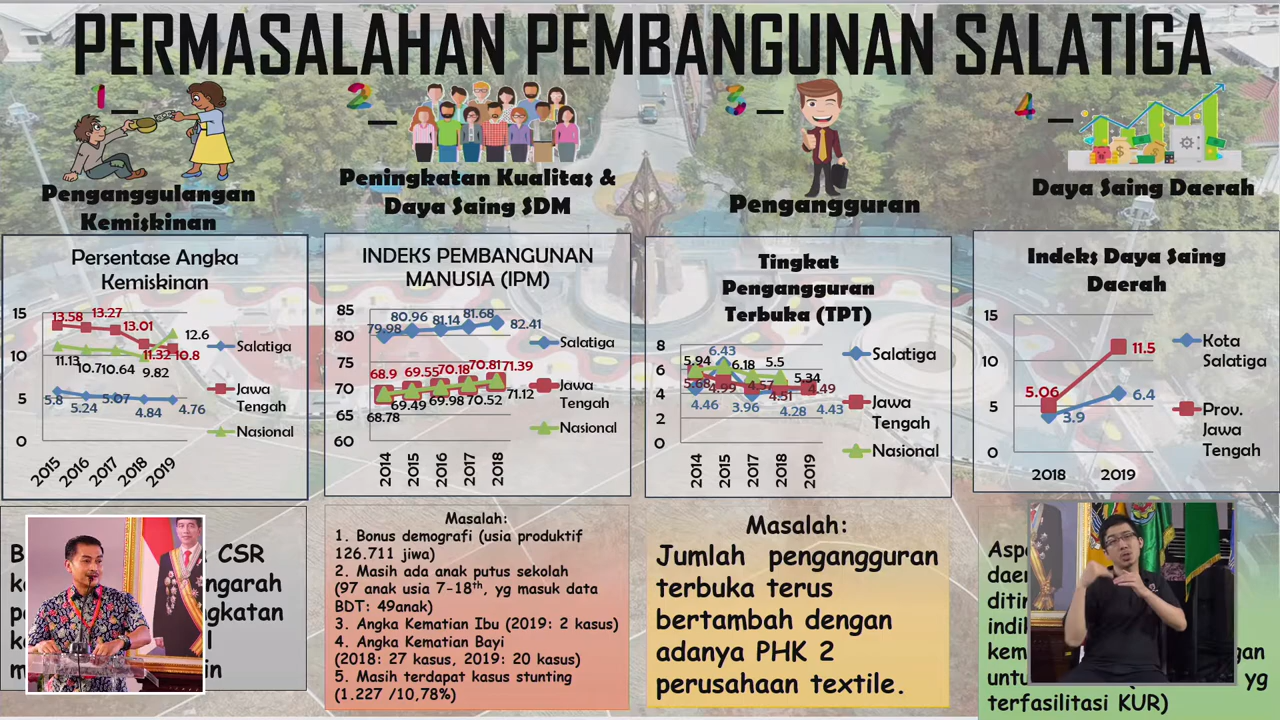 PERMASALAHAN PEMBANGUNAN SALATIGA
1
Penganggulangan
Kemiskinan
2
Peningkatan Kualitas &
Daya Saing SDM
3
Pengangguran
4
Daya Saing Daerah
Persentase Angka
Kemiskinan
15
10
5
0
13.58
13.27
13.01
11.32
10.8
12.6
11.13
10.7
10.64
9.82
5.8
5.24
5.07
4.84
4.76
2015
2016
2017
2018
2019
Salatiga
Jawa
Tengah
Nasional
INDEKS PEMBANGUNAN
MANUSIA (IPM)
85
80
75
70
65
60
79.98
80.96
81.14
81.68
82.41
68.9
69.55
70.18
70.81
71.39
68.78
69.49
69.98
70.52
71.12
2014
2015
2016
2017
2018
Salatiga
Jawa
Tengah
Nasional
Tingkat
Pengangguran
Terbuka (TPT)
8
6
4
2
0
5.94
6.43
6.18
5.5
5.34
5.68
4.99
4.57
4.51
4.49
4.46
3.96
4.28
4.43
2014
2015
2016
2017
2018
2019
Salatiga
Jawa
Tengah
Nasional
Indeks Daya Saing
Daerah
15
10
5
0
5.06
11.5
3.9
6.4
2018
2019
Kota
Salatiga
Prov.
Jawa
Tengah
CSR
Masalah:
1. Bonus demografi (usia produktif
126.711 jiwa)
2. Masih ada anak putus sekolah
(97 anak usia 7-18th, yg masuk data
BDT: 49anak)
3. Angka Kematian Ibu (2019: 2 kasus)
4. Angka Kematian Bayi
(2018: 27 kasus, 2019: 20 kasus)
5. Masih terdapat kasus stunting
(1.227 /10,78%)
Masalah:
Jumlah pengangguran
terbuka terus
bertambah dengan
adanya PHK 2
perusahaan textile.
yg
terfasilitasi KUR)